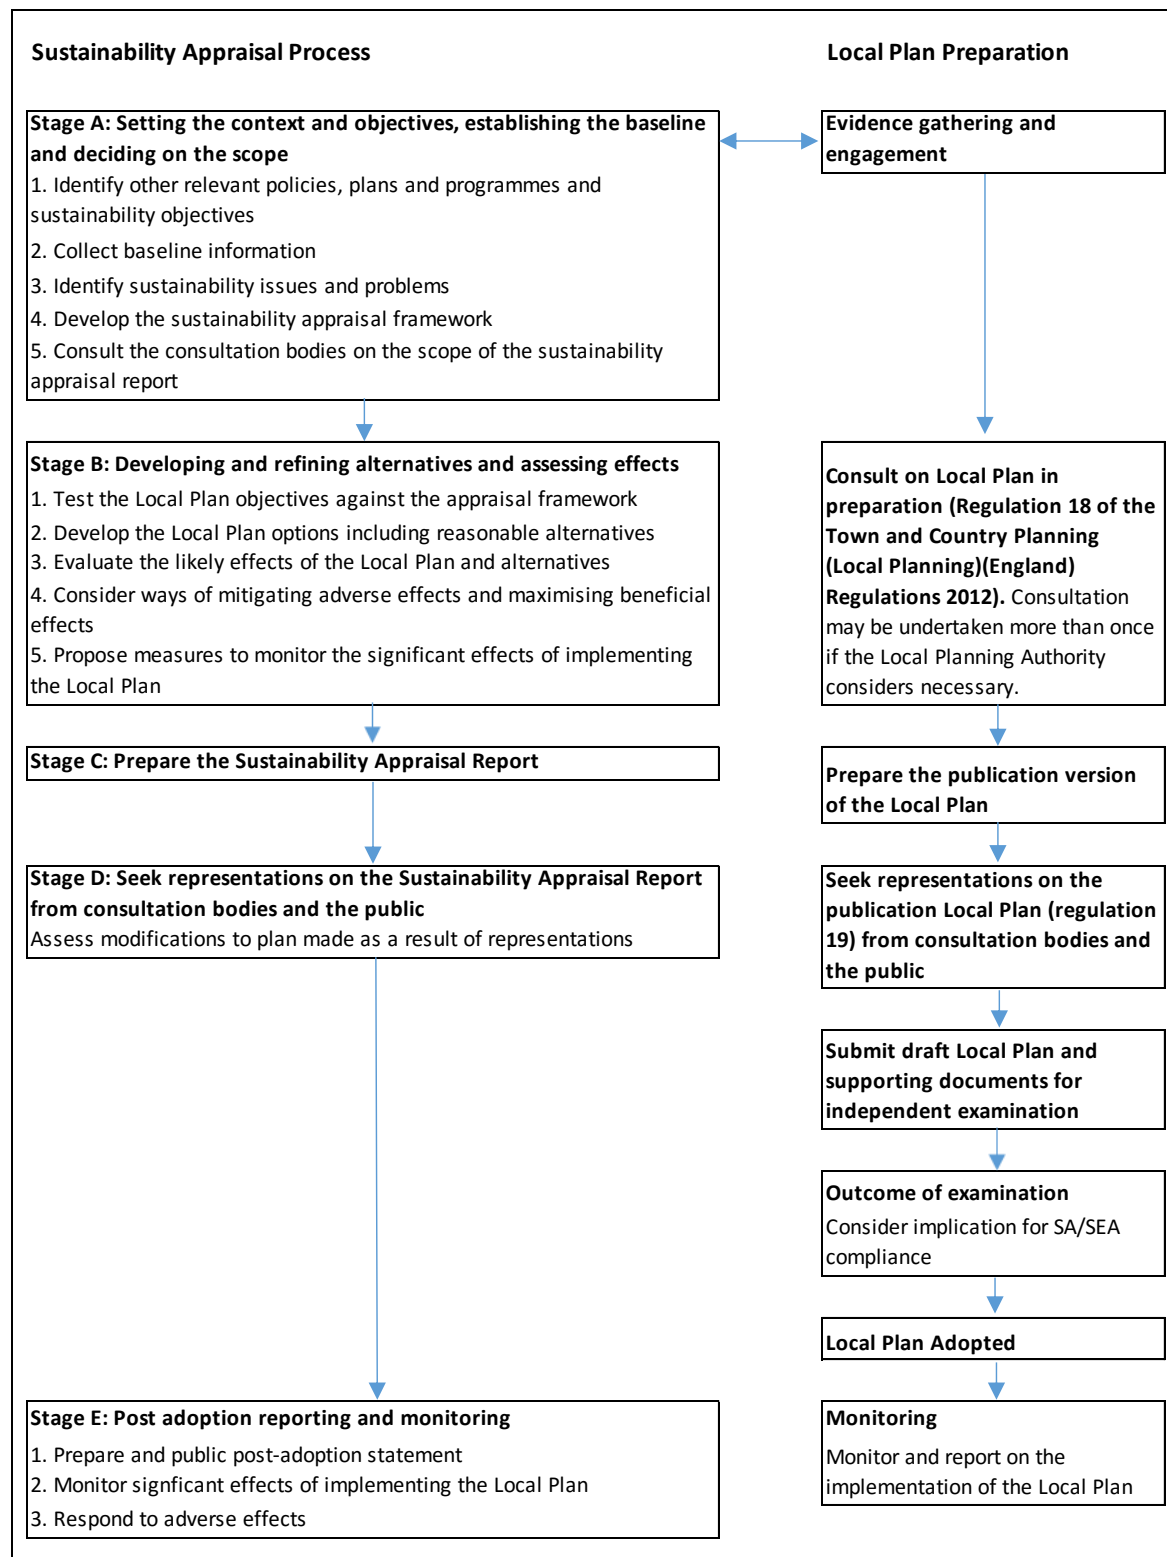 Sustainability Appraisal Process
Local Plan Preparation
Stage A: Setting the context and objectives, establishing the baseline
and deciding on the scope
1. Identify other relevant policies, plans and programmes and
sustainability objectives
2. Collect baseline information
3. Identify sustainability issues and problems
4. Develop the sustainability appraisal framework
5. Consult the consultation bodies on the scope of the sustainability
appraisal report
Evidence gathering and
engagement
Stage B: Developing and refining alternatives and assessing effects
1. Test the Local Plan objectives against the appraisal framework
2. Develop the Local Plan options including reasonable alternatives
3. Evaluate the likely effects of the Local Plan and alternatives
4. Consider ways of mitigating adverse effects and maximising beneficial
effects
5. Propose measures to monitor the significant effects of implementing
the Local Plan
Consult on Local Plan in
preparation (Regulation 18 of the
Town and Country Planning
(Local Planning)(England)
Regulations 2012). Consultation
may be undertaken more than once
if the Local Planning Authority
considers necessary.
Stage C: Prepare the Sustainability Appraisal Report
Prepare the publication version
of the Local Plan
Stage D: Seek representations on the Sustainability Appraisal Report
from consultation bodies and the public
Assess modifications to plan made as a result of representations
Seek representations on the
publication Local Plan (regulation
19) from consultation bodies and
the public
Submit draft Local Plan and
supporting documents for
independent examination
Outcome of examination
Consider implication for SA/SEA
compliance
Local Plan Adopted
Stage E: Post adoption reporting and monitoring
1. Prepare and public post-adoption statement
2. Monitor signficant effects of implementing the Local Plan
3. Respond to adverse effects
Monitoring
Monitor and report on the
implementation of the Local Plan